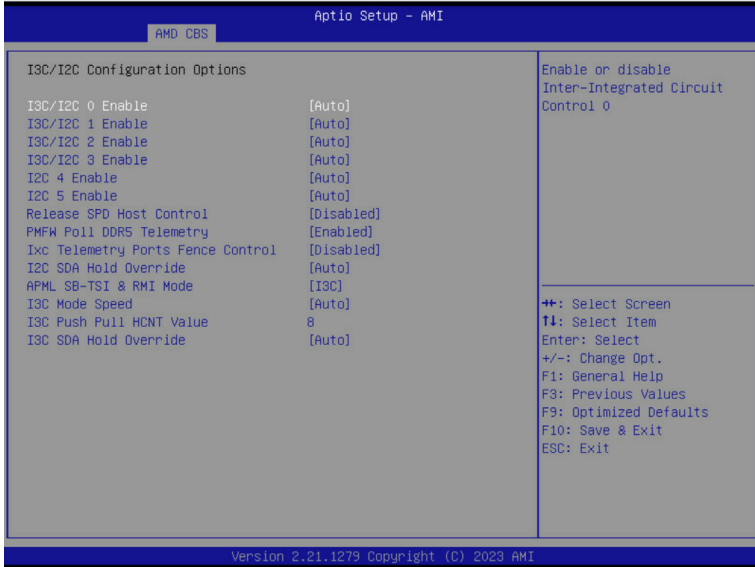 Aptio Setup - AMI
AMD CBS
I3C/I2C Configuration Options
I3C/I2C 0 Enable [Auto]
I3C/I2C 1 Enable [Auto]
I3C/I2C 2 Enable [Auto]
I3C/I2C 3 Enable [Auto]
I2C 4 Enable [Auto]
I2C 5 Enable [Auto]
Release SPD Host Control [Disabled]
PMFW Poll DDR5 Telemetry [Enabled]
Ixc Telemetry Ports Fence Control [Disabled]
I2C SDA Hold Override [Auto]
APML SB-TSI & RMI Mode [I3C]
I3C Mode Speed [Auto]
I3C Push Pull HCNT Value 8
I3C SDA Hold Override [Auto]
Enable or disable
Inter-Integrated Circuit
Control 0
→←: Select Screen
↑↓: Select Item
Enter: Select
+/-: Change Opt.
F1: General Help
F3: Previous Values
F9: Optimized Defaults
F10: Save & Exit
ESC: Exit
Version 2.21.1279 Copyright (C) 2023 AMI